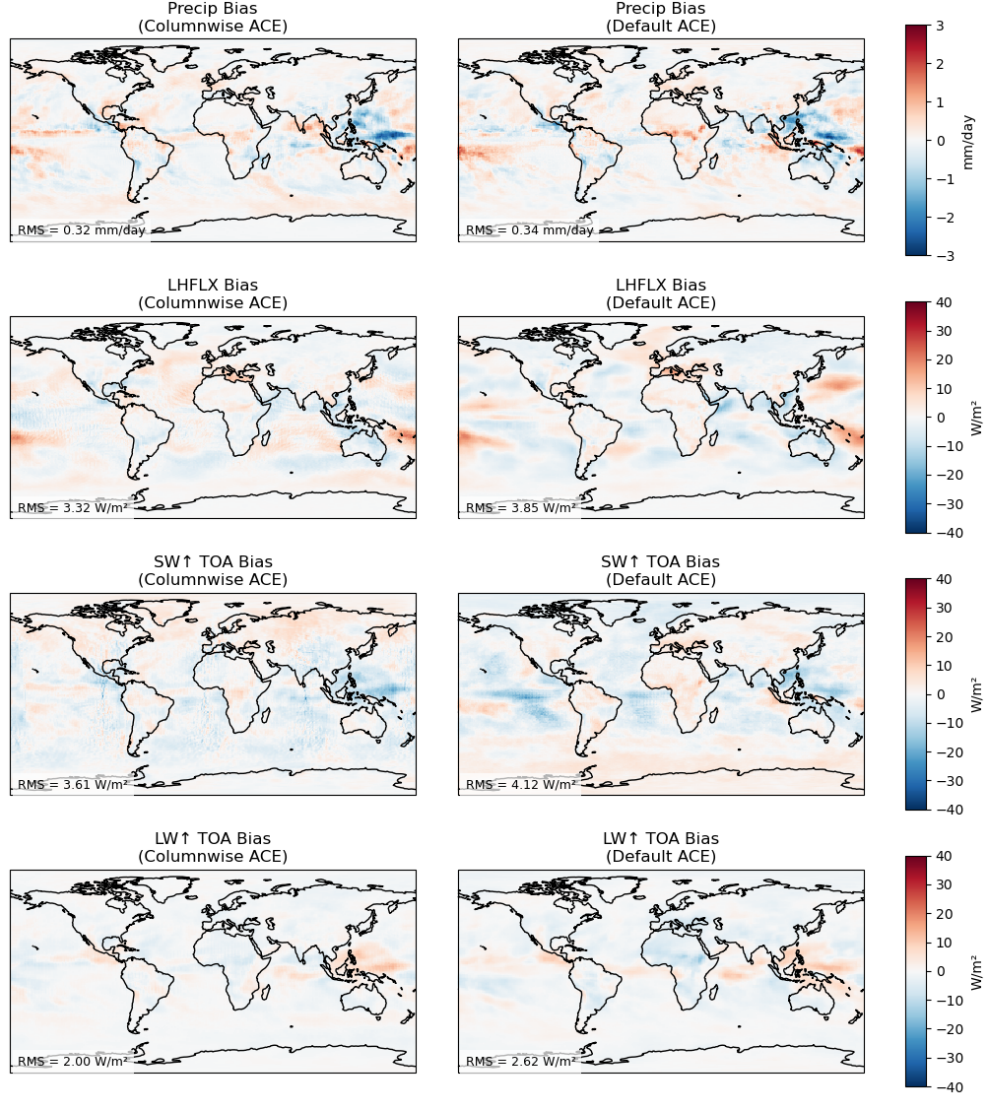 Precip Bias
(Columnwise ACE)
Precip Bias
(Default ACE)
RMS = 0.32 mm/day
RMS = 0.34 mm/day
3
2
1
0
−1
−2
−3
mm/day
LHFLX Bias
(Columnwise ACE)
LHFLX Bias
(Default ACE)
RMS = 3.32 W/m²
RMS = 3.85 W/m²
40
30
20
10
0
−10
−20
−30
−40
W/m²
SW↑ TOA Bias
(Columnwise ACE)
SW↑ TOA Bias
(Default ACE)
RMS = 3.61 W/m²
RMS = 4.12 W/m²
40
30
20
10
0
−10
−20
−30
−40
W/m²
LW↑ TOA Bias
(Columnwise ACE)
LW↑ TOA Bias
(Default ACE)
RMS = 2.00 W/m²
RMS = 2.62 W/m²
40
30
20
10
0
−10
−20
−30
−40
W/m²